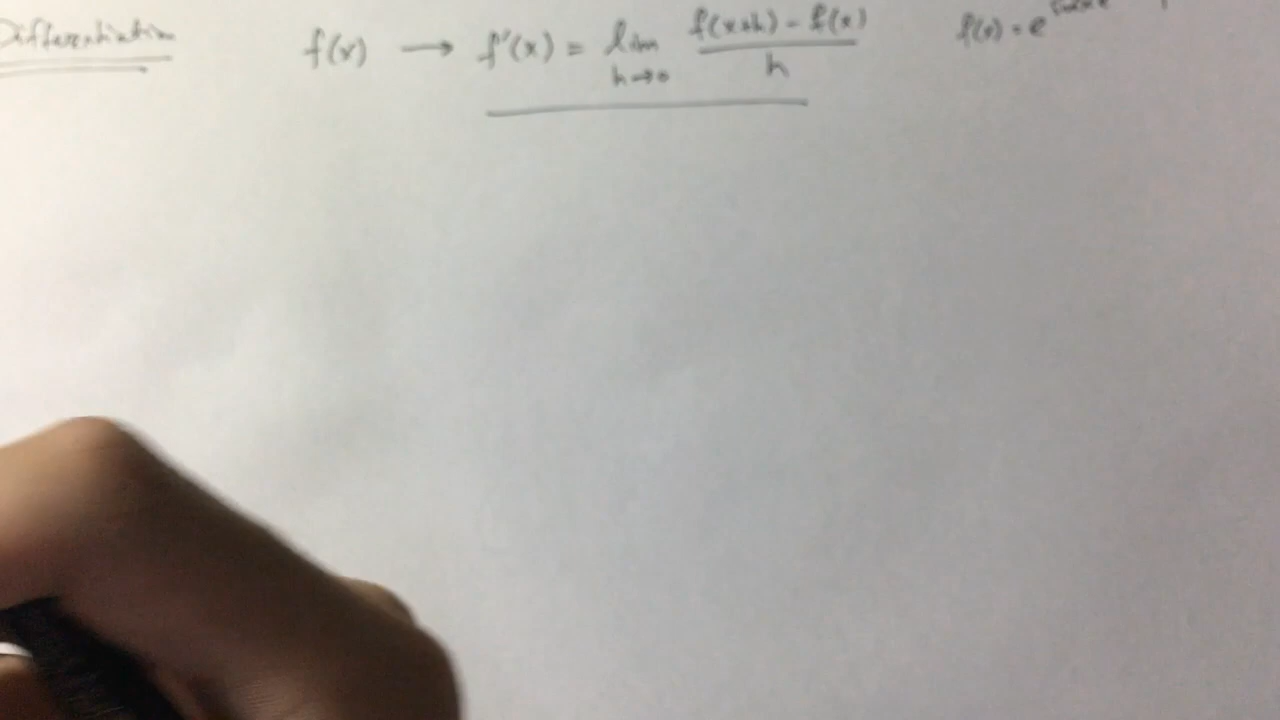 Differentiation f(x) → f'(x) = lim h→0 f(x+h) - f(x) / h f(x) = e